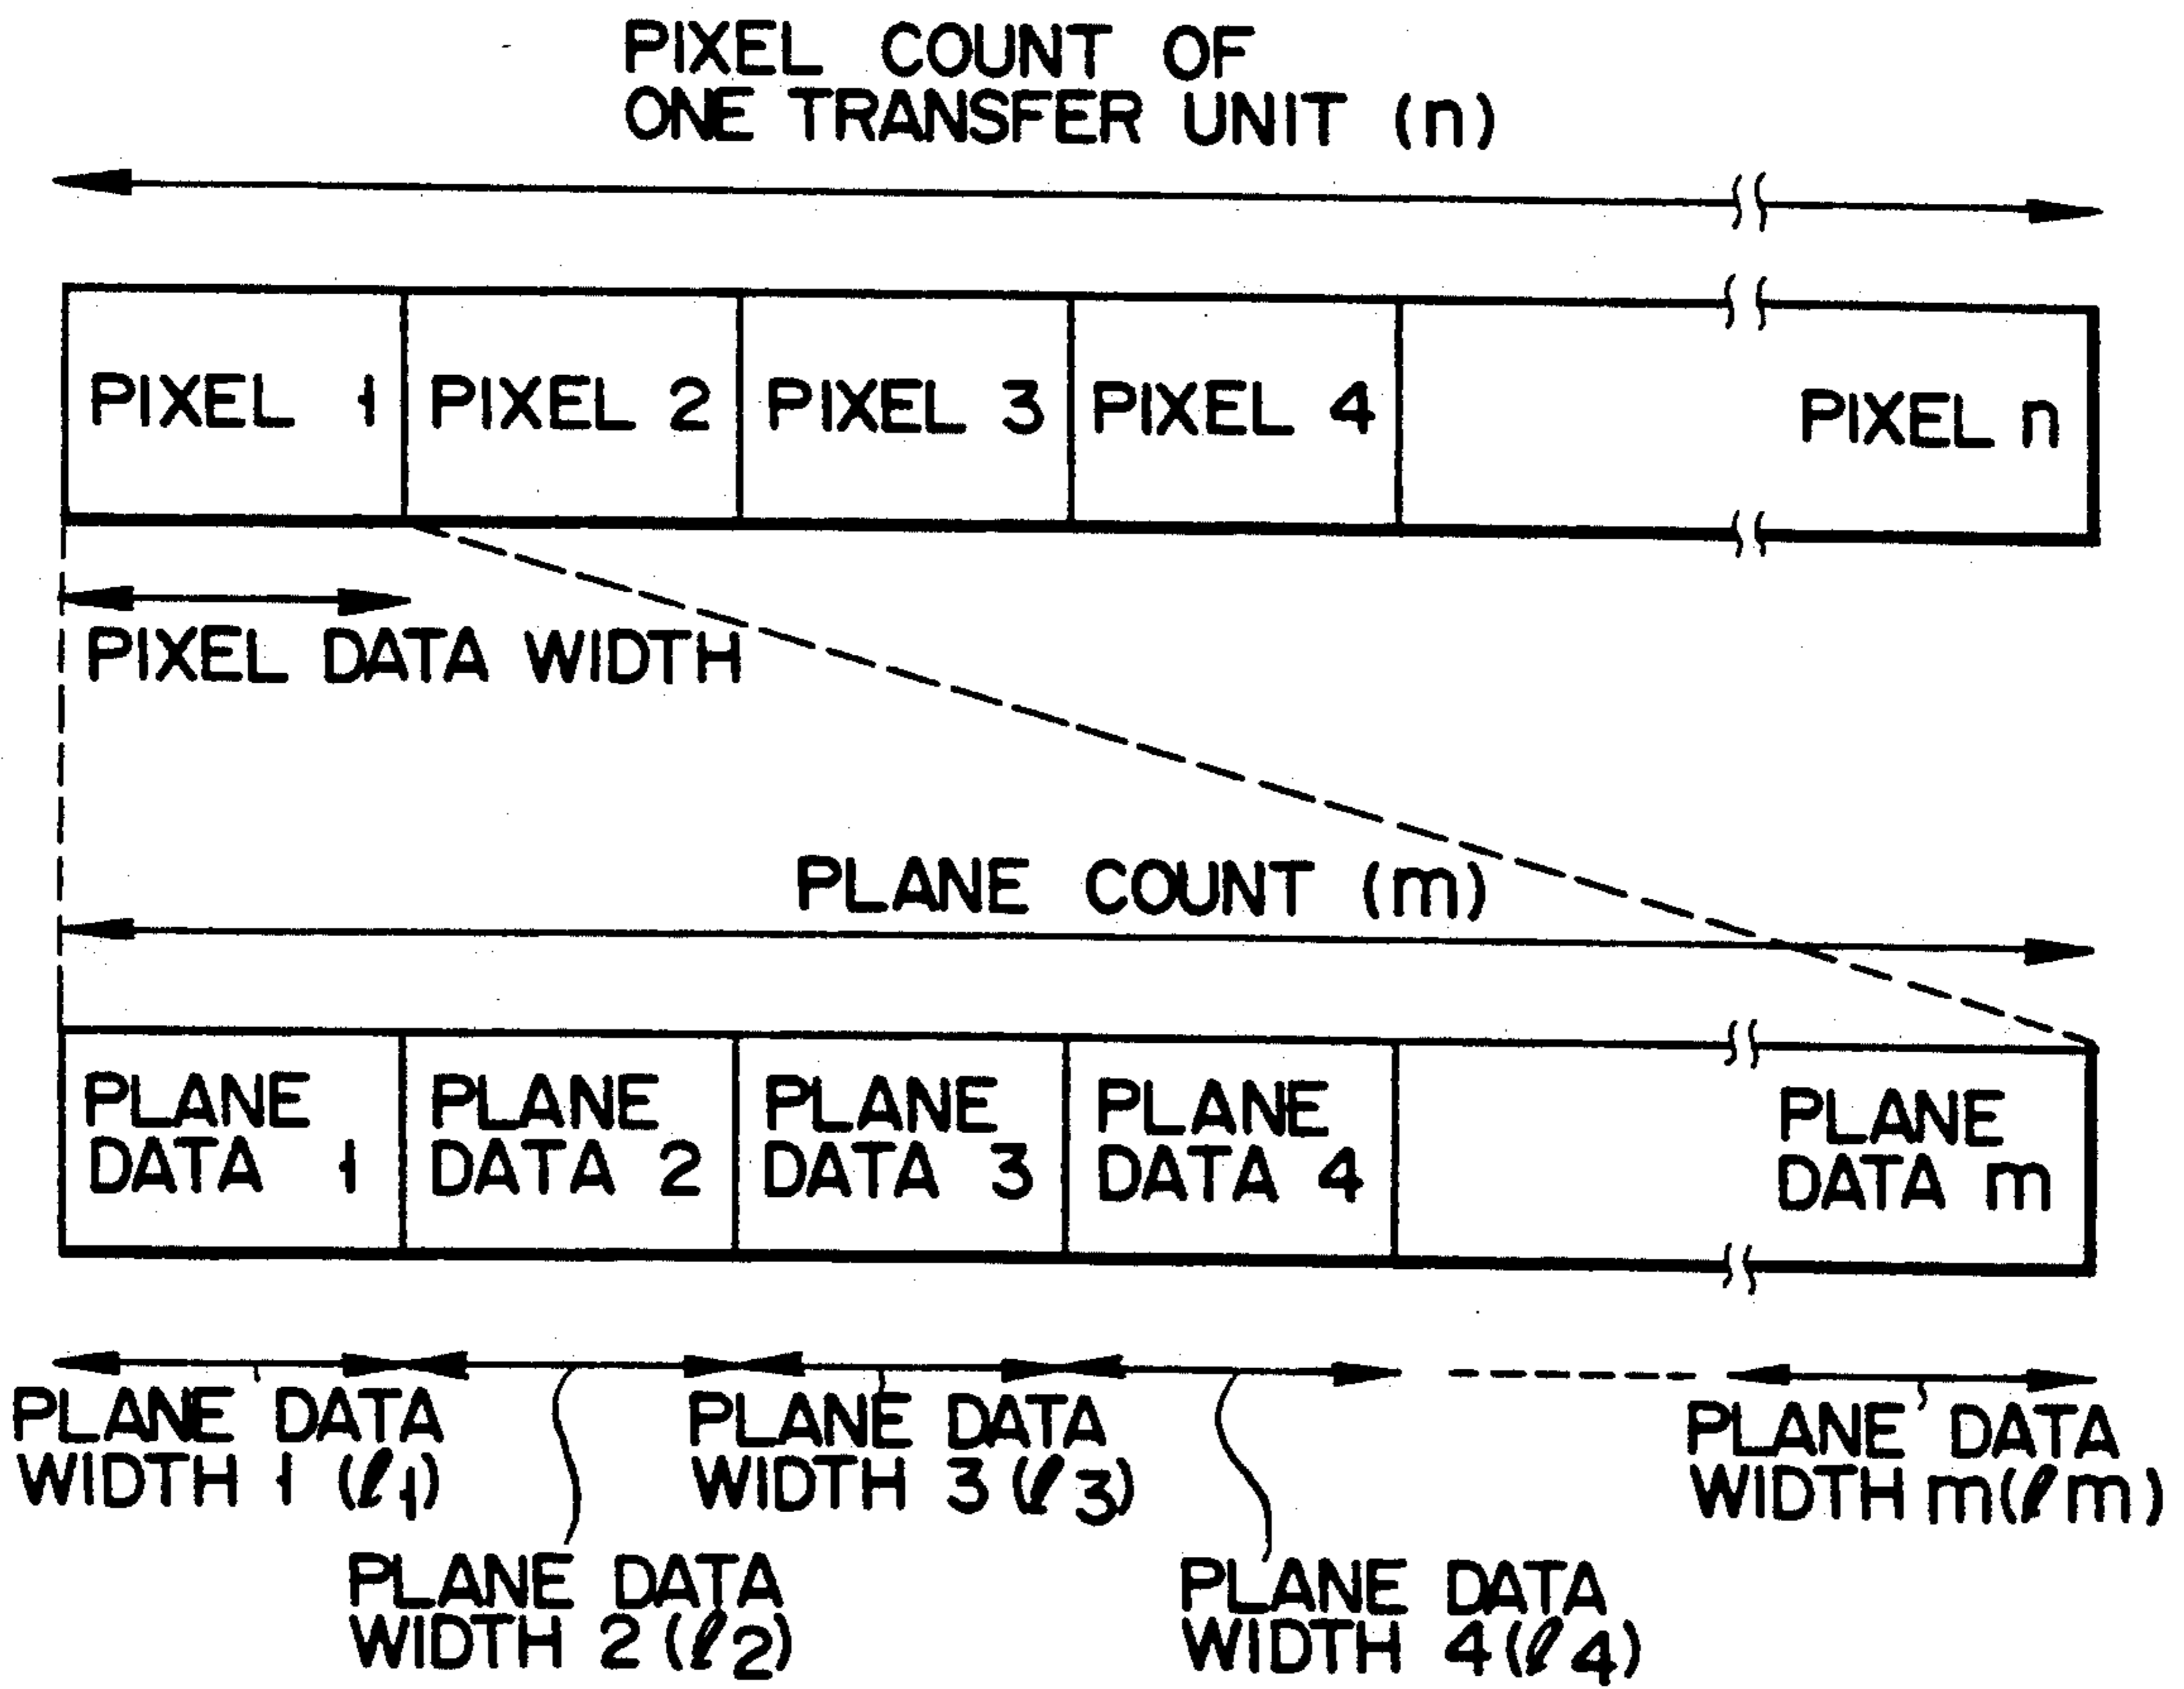 PIXEL COUNT OF
ONE TRANSFER UNIT (n)
PIXEL 1
PIXEL 2
PIXEL 3
PIXEL 4
PIXEL n
PIXEL DATA WIDTH
PLANE COUNT (m)
PLANE
DATA 1
PLANE
DATA 2
PLANE
DATA 3
PLANE
DATA 4
PLANE
DATA m
PLANE DATA
WIDTH 1 (ℓ1)
PLANE DATA
WIDTH 2 (ℓ2)
PLANE DATA
WIDTH 3 (ℓ3)
PLANE DATA
WIDTH 4 (ℓ4)
PLANE DATA
WIDTH m (ℓm)